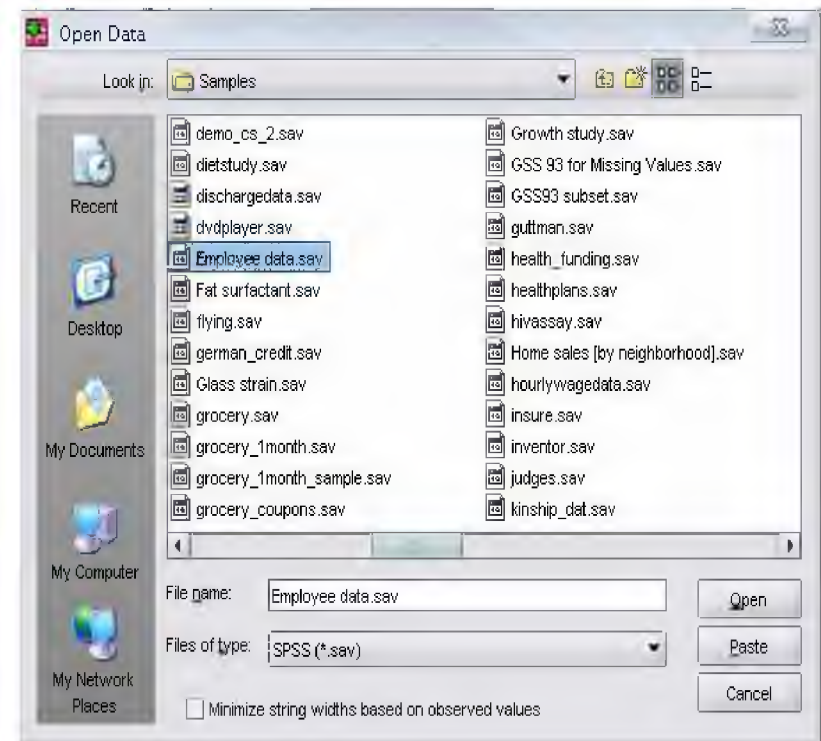 Open Data
Look in:
Samples
Recent
Desktop
My Documents
My Computer
My Network
Places
demo_cs_2.sav
dietstudy.sav
dischargedata.sav
dvdplayer.sav
Employee data.sav
Fat surfactant.sav
flying.sav
german_credit.sav
Glass strain.sav
grocery.sav
grocery_1month.sav
grocery_1month_sample.sav
grocery_coupons.sav
Growth study.sav
GSS 93 for Missing Values.sav
GSS93 subset.sav
guttman.sav
health_funding.sav
healthplans.sav
hivassay.sav
Home sales [by neighborhood].sav
hourlywagedata.sav
insure.sav
inventor.sav
judges.sav
kinship_dat.sav
File name:
Employee data.sav
Open
Files of type:
SPSS (*.sav)
Paste
Minimize string widths based on observed values
Cancel